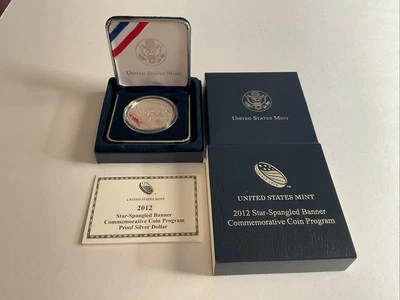 United States Mint
United States Mint
United States Mint
2012
Star-Spangled Banner
Commemorative Coin Program
Proof Silver Dollar
United States Mint
2012 Star-Spangled Banner
Commemorative Coin Program